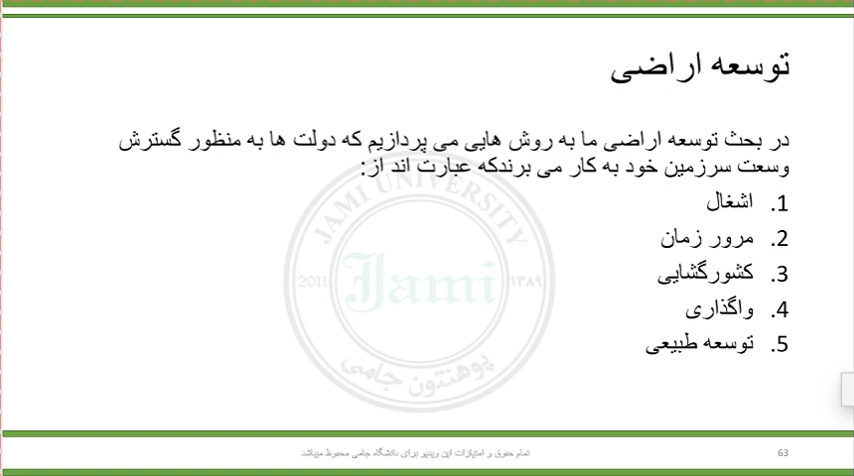 توسعه اراضی
در بحث توسعه اراضی ما به روش هایی می پردازیم که دولت ها به منظور گسترش
وسعت سرزمین خود به کار می برندکه عبارت اند از:
1. اشغال
2. مرور زمان
3. کشورگشایی
4. واگذاری
5. توسعه طبیعی
JAMI UNIVERSITY
2011 Jami ۱۳۸۹
پوهنتون جامی
تمام حقوق و امتیازات این ویدیو برای دانشگاه جامی محفوظ میباشد
63